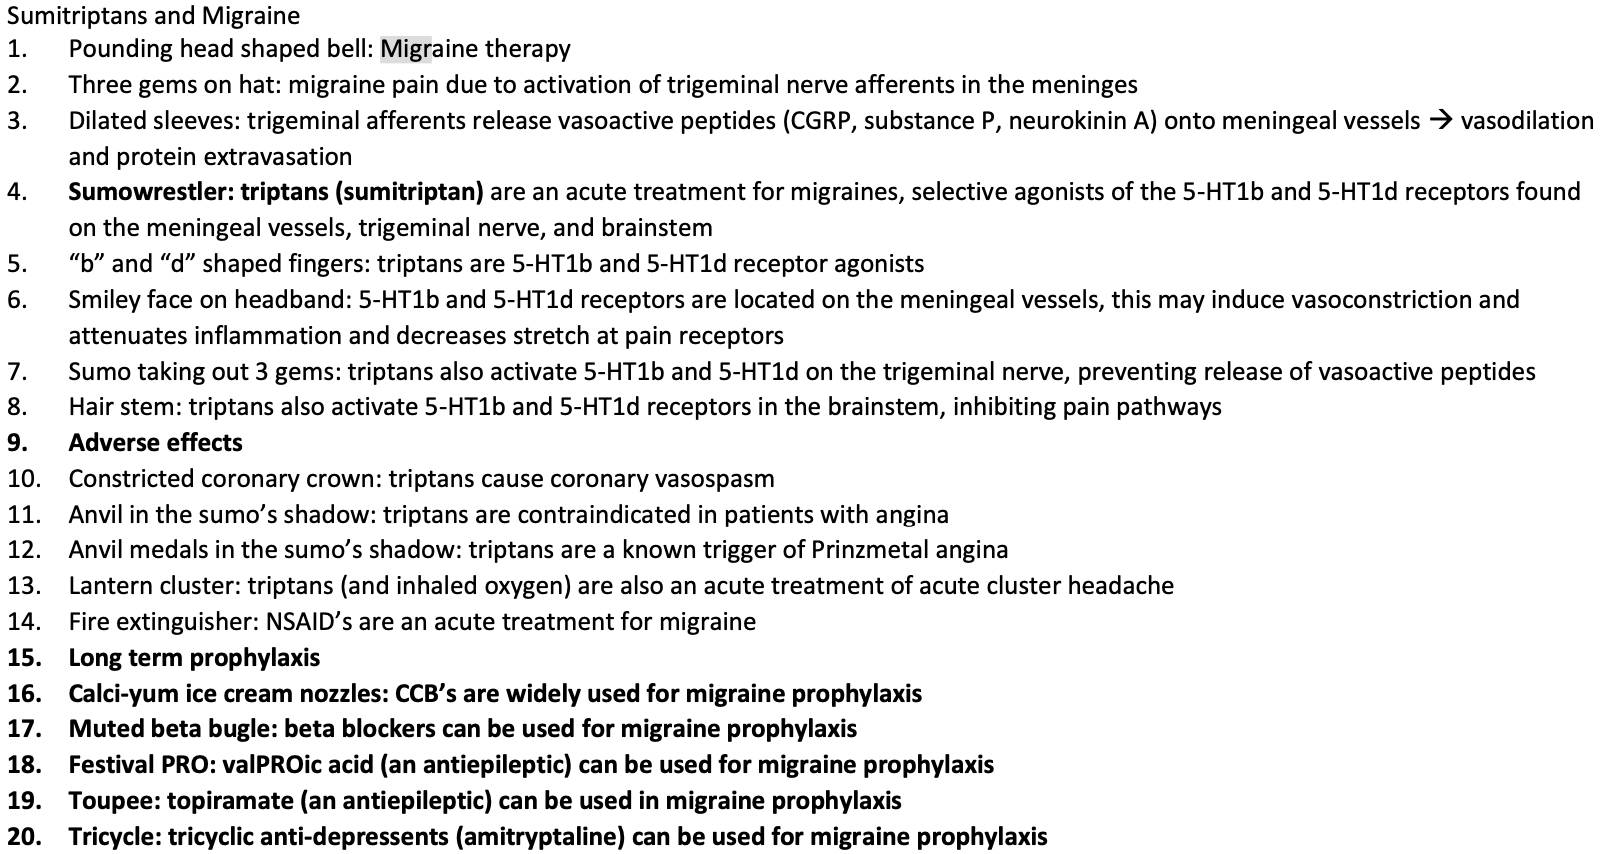 Sumitriptans and Migraine
1. Pounding head shaped bell: Migraine therapy
2. Three gems on hat: migraine pain due to activation of trigeminal nerve afferents in the meninges
3. Dilated sleeves: trigeminal afferents release vasoactive peptides (CGRP, substance P, neurokinin A) onto meningeal vessels → vasodilation
and protein extravasation
4. Sumowrestler: triptans (sumitriptan) are an acute treatment for migraines, selective agonists of the 5-HT1b and 5-HT1d receptors found
on the meningeal vessels, trigeminal nerve, and brainstem
5. “b” and “d” shaped fingers: triptans are 5-HT1b and 5-HT1d receptor agonists
6. Smiley face on headband: 5-HT1b and 5-HT1d receptors are located on the meningeal vessels, this may induce vasoconstriction and
attenuates inflammation and decreases stretch at pain receptors
7. Sumo taking out 3 gems: triptans also activate 5-HT1b and 5-HT1d on the trigeminal nerve, preventing release of vasoactive peptides
8. Hair stem: triptans also activate 5-HT1b and 5-HT1d receptors in the brainstem, inhibiting pain pathways
9. Adverse effects
10. Constricted coronary crown: triptans cause coronary vasospasm
11. Anvil in the sumo’s shadow: triptans are contraindicated in patients with angina
12. Anvil medals in the sumo’s shadow: triptans are a known trigger of Prinzmetal angina
13. Lantern cluster: triptans (and inhaled oxygen) are also an acute treatment of acute cluster headache
14. Fire extinguisher: NSAID’s are an acute treatment for migraine
15. Long term prophylaxis
16. Calci-yum ice cream nozzles: CCB’s are widely used for migraine prophylaxis
17. Muted beta bugle: beta blockers can be used for migraine prophylaxis
18. Festival PRO: valPROic acid (an antiepileptic) can be used for migraine prophylaxis
19. Toupee: topiramate (an antiepileptic) can be used in migraine prophylaxis
20. Tricycle: tricyclic anti-depressents (amitryptaline) can be used for migraine prophylaxis